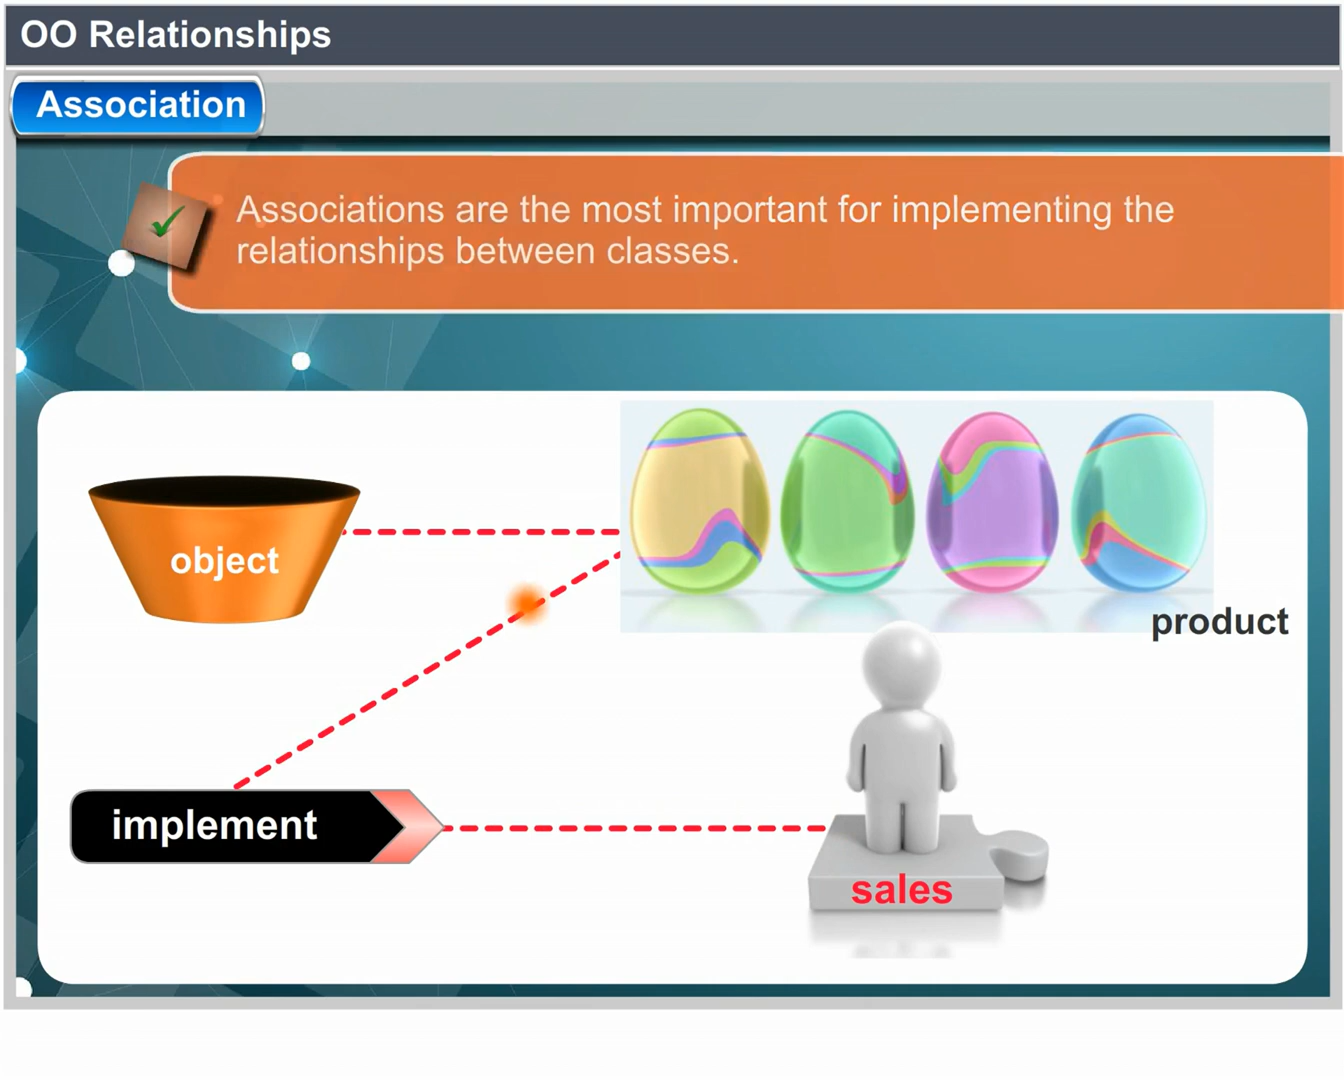 OO Relationships
Association
Associations are the most important for implementing the
relationships between classes.
object
product
implement
sales